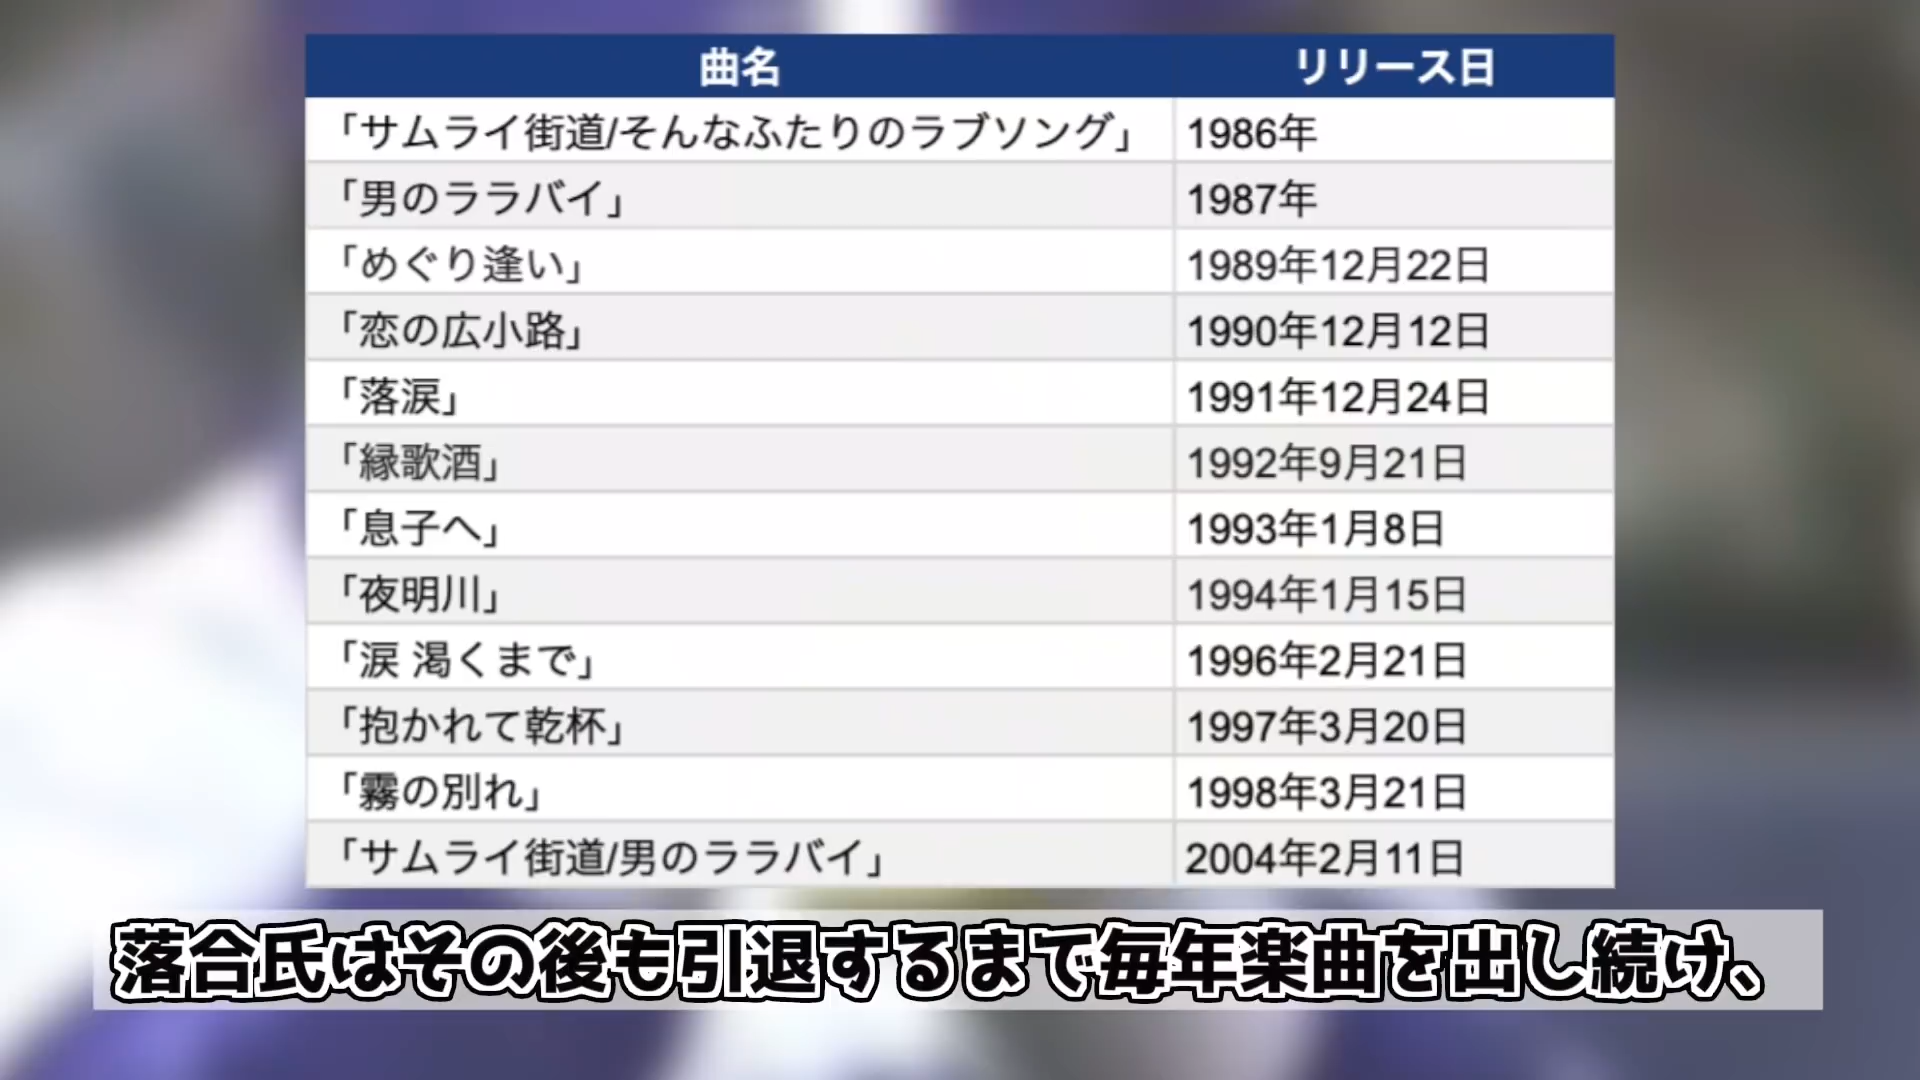 曲名 リリース日
「サムライ街道/そんなふたりのラブソング」 1986年
「男のララバイ」 1987年
「めぐり逢い」 1989年12月22日
「恋の広小路」 1990年12月12日
「落涙」 1991年12月24日
「縁歌酒」 1992年9月21日
「息子へ」 1993年1月8日
「夜明川」 1994年1月15日
「涙 渇くまで」 1996年2月21日
「抱かれて乾杯」 1997年3月20日
「霧の別れ」 1998年3月21日
「サムライ街道/男のララバイ」 2004年2月11日
落合氏はその後も引退するまで毎年楽曲を出し続け、